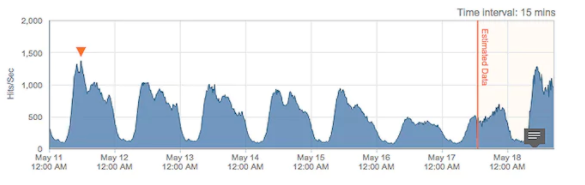 Time interval: 15 mins
2,000
1,500
1,000
500
0
Hits/Sec
Estimated Data
May 11
12:00 AM
May 12
12:00 AM
May 13
12:00 AM
May 14
12:00 AM
May 15
12:00 AM
May 16
12:00 AM
May 17
12:00 AM
May 18
12:00 AM